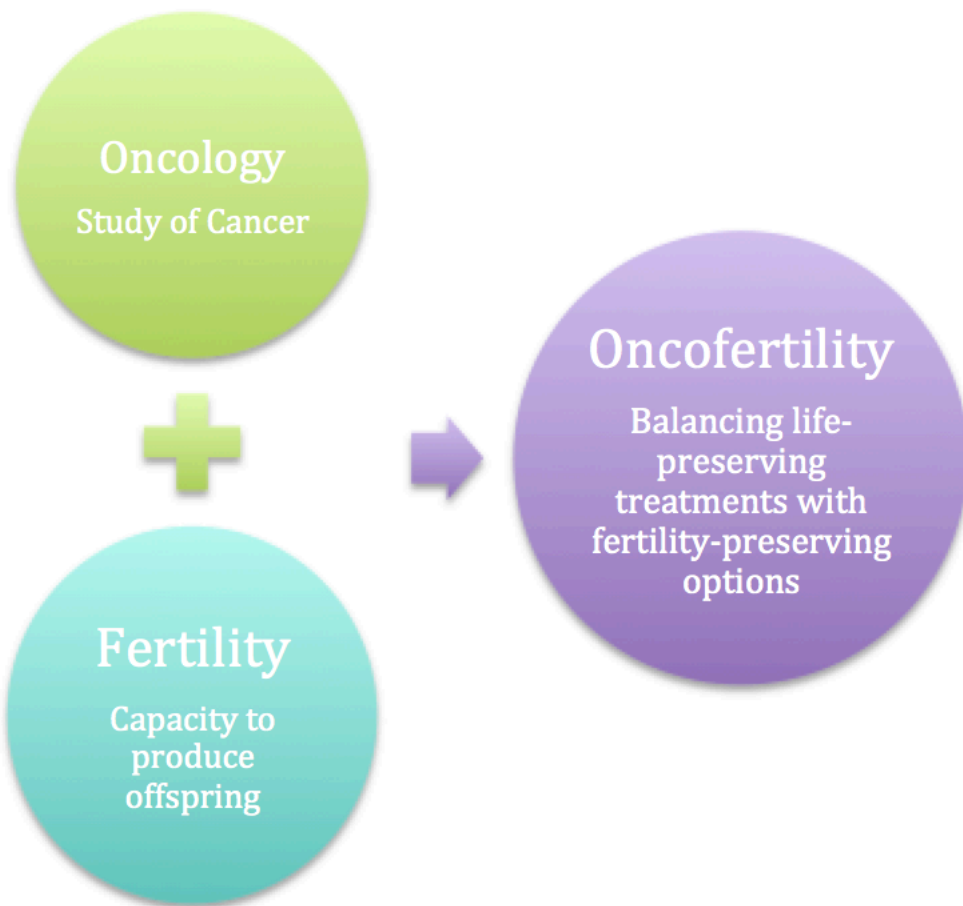 Oncology
Study of Cancer
Fertility
Capacity to
produce
offspring
Oncofertility
Balancing life-
preserving
treatments with
fertility-preserving
options